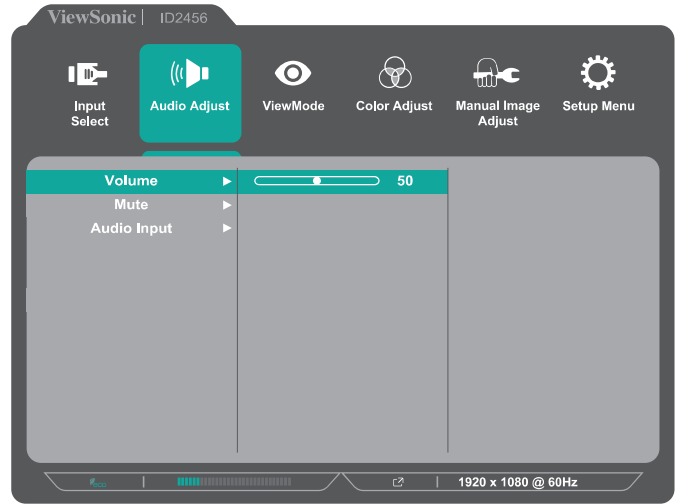 ViewSonic | ID2456
Input
Select
Audio Adjust
ViewMode
Color Adjust
Manual Image
Adjust
Setup Menu
Volume
50
Mute
Audio Input
1920 x 1080 @ 60Hz